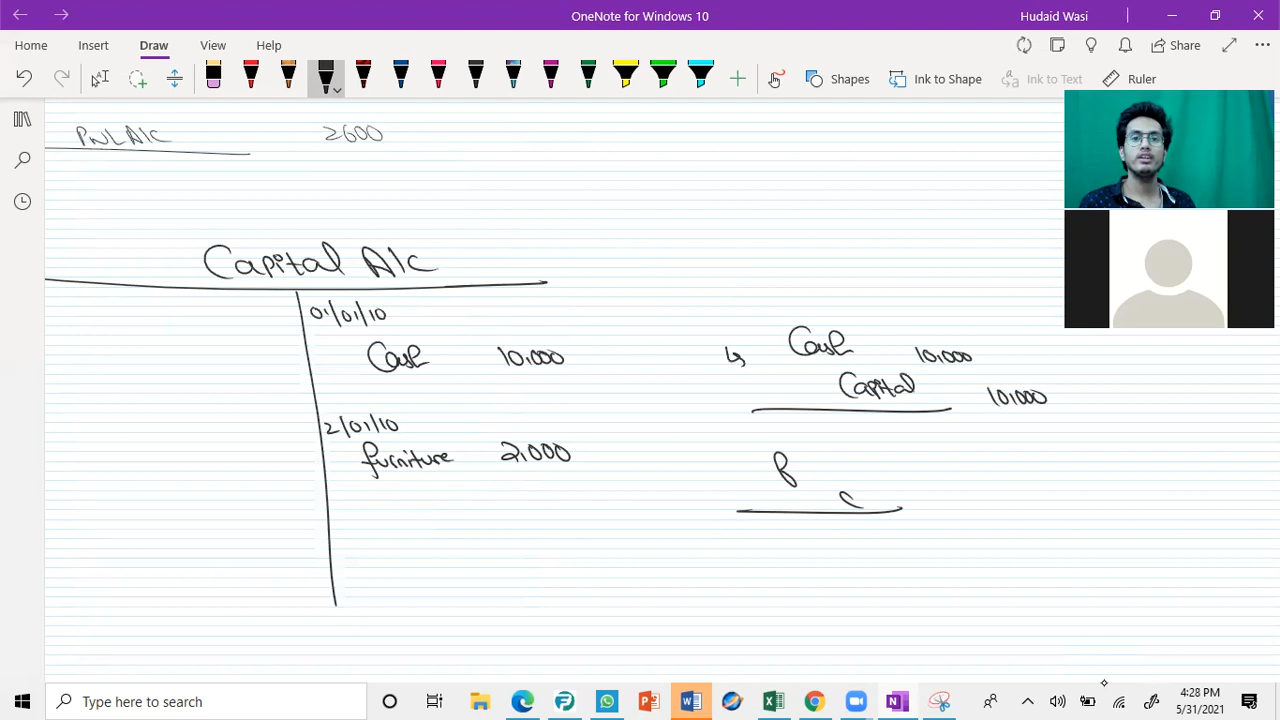 OneNote for Windows 10
Hudaid Wasi
Home Insert Draw View Help
Share
Shapes
Ink to Shape
Ink to Text
Ruler
PNL A/c 2600
Capital A/c
01/01/10
Cash 10,000
2/01/10
furniture 2,000
↳ Cash 10,000
Capital 10,000
f
C
Type here to search
4:28 PM
5/31/2021